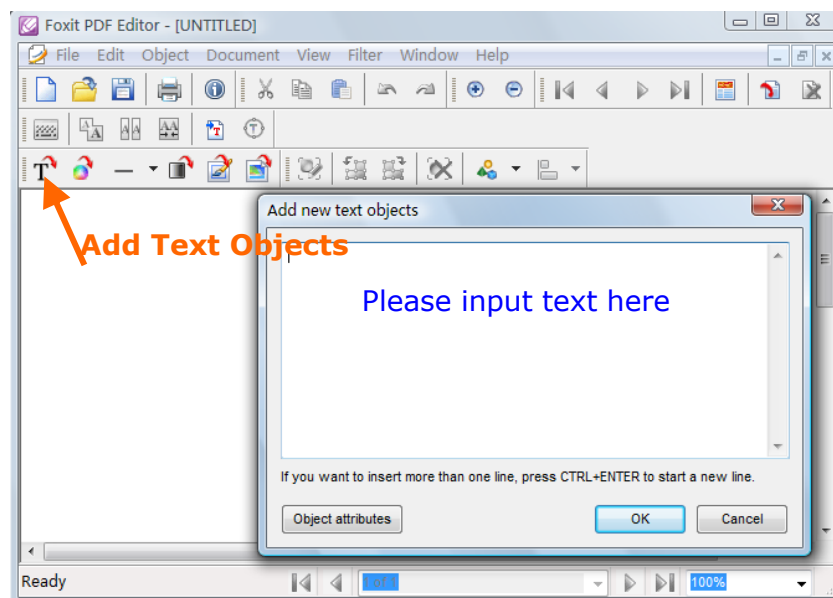 Foxit PDF Editor - [UNTITLED]
File Edit Object Document View Filter Window Help
Add new text objects
Add Text Objects
Please input text here
If you want to insert more than one line, press CTRL+ENTER to start a new line.
Object attributes OK Cancel
Ready 1 of 1 100%